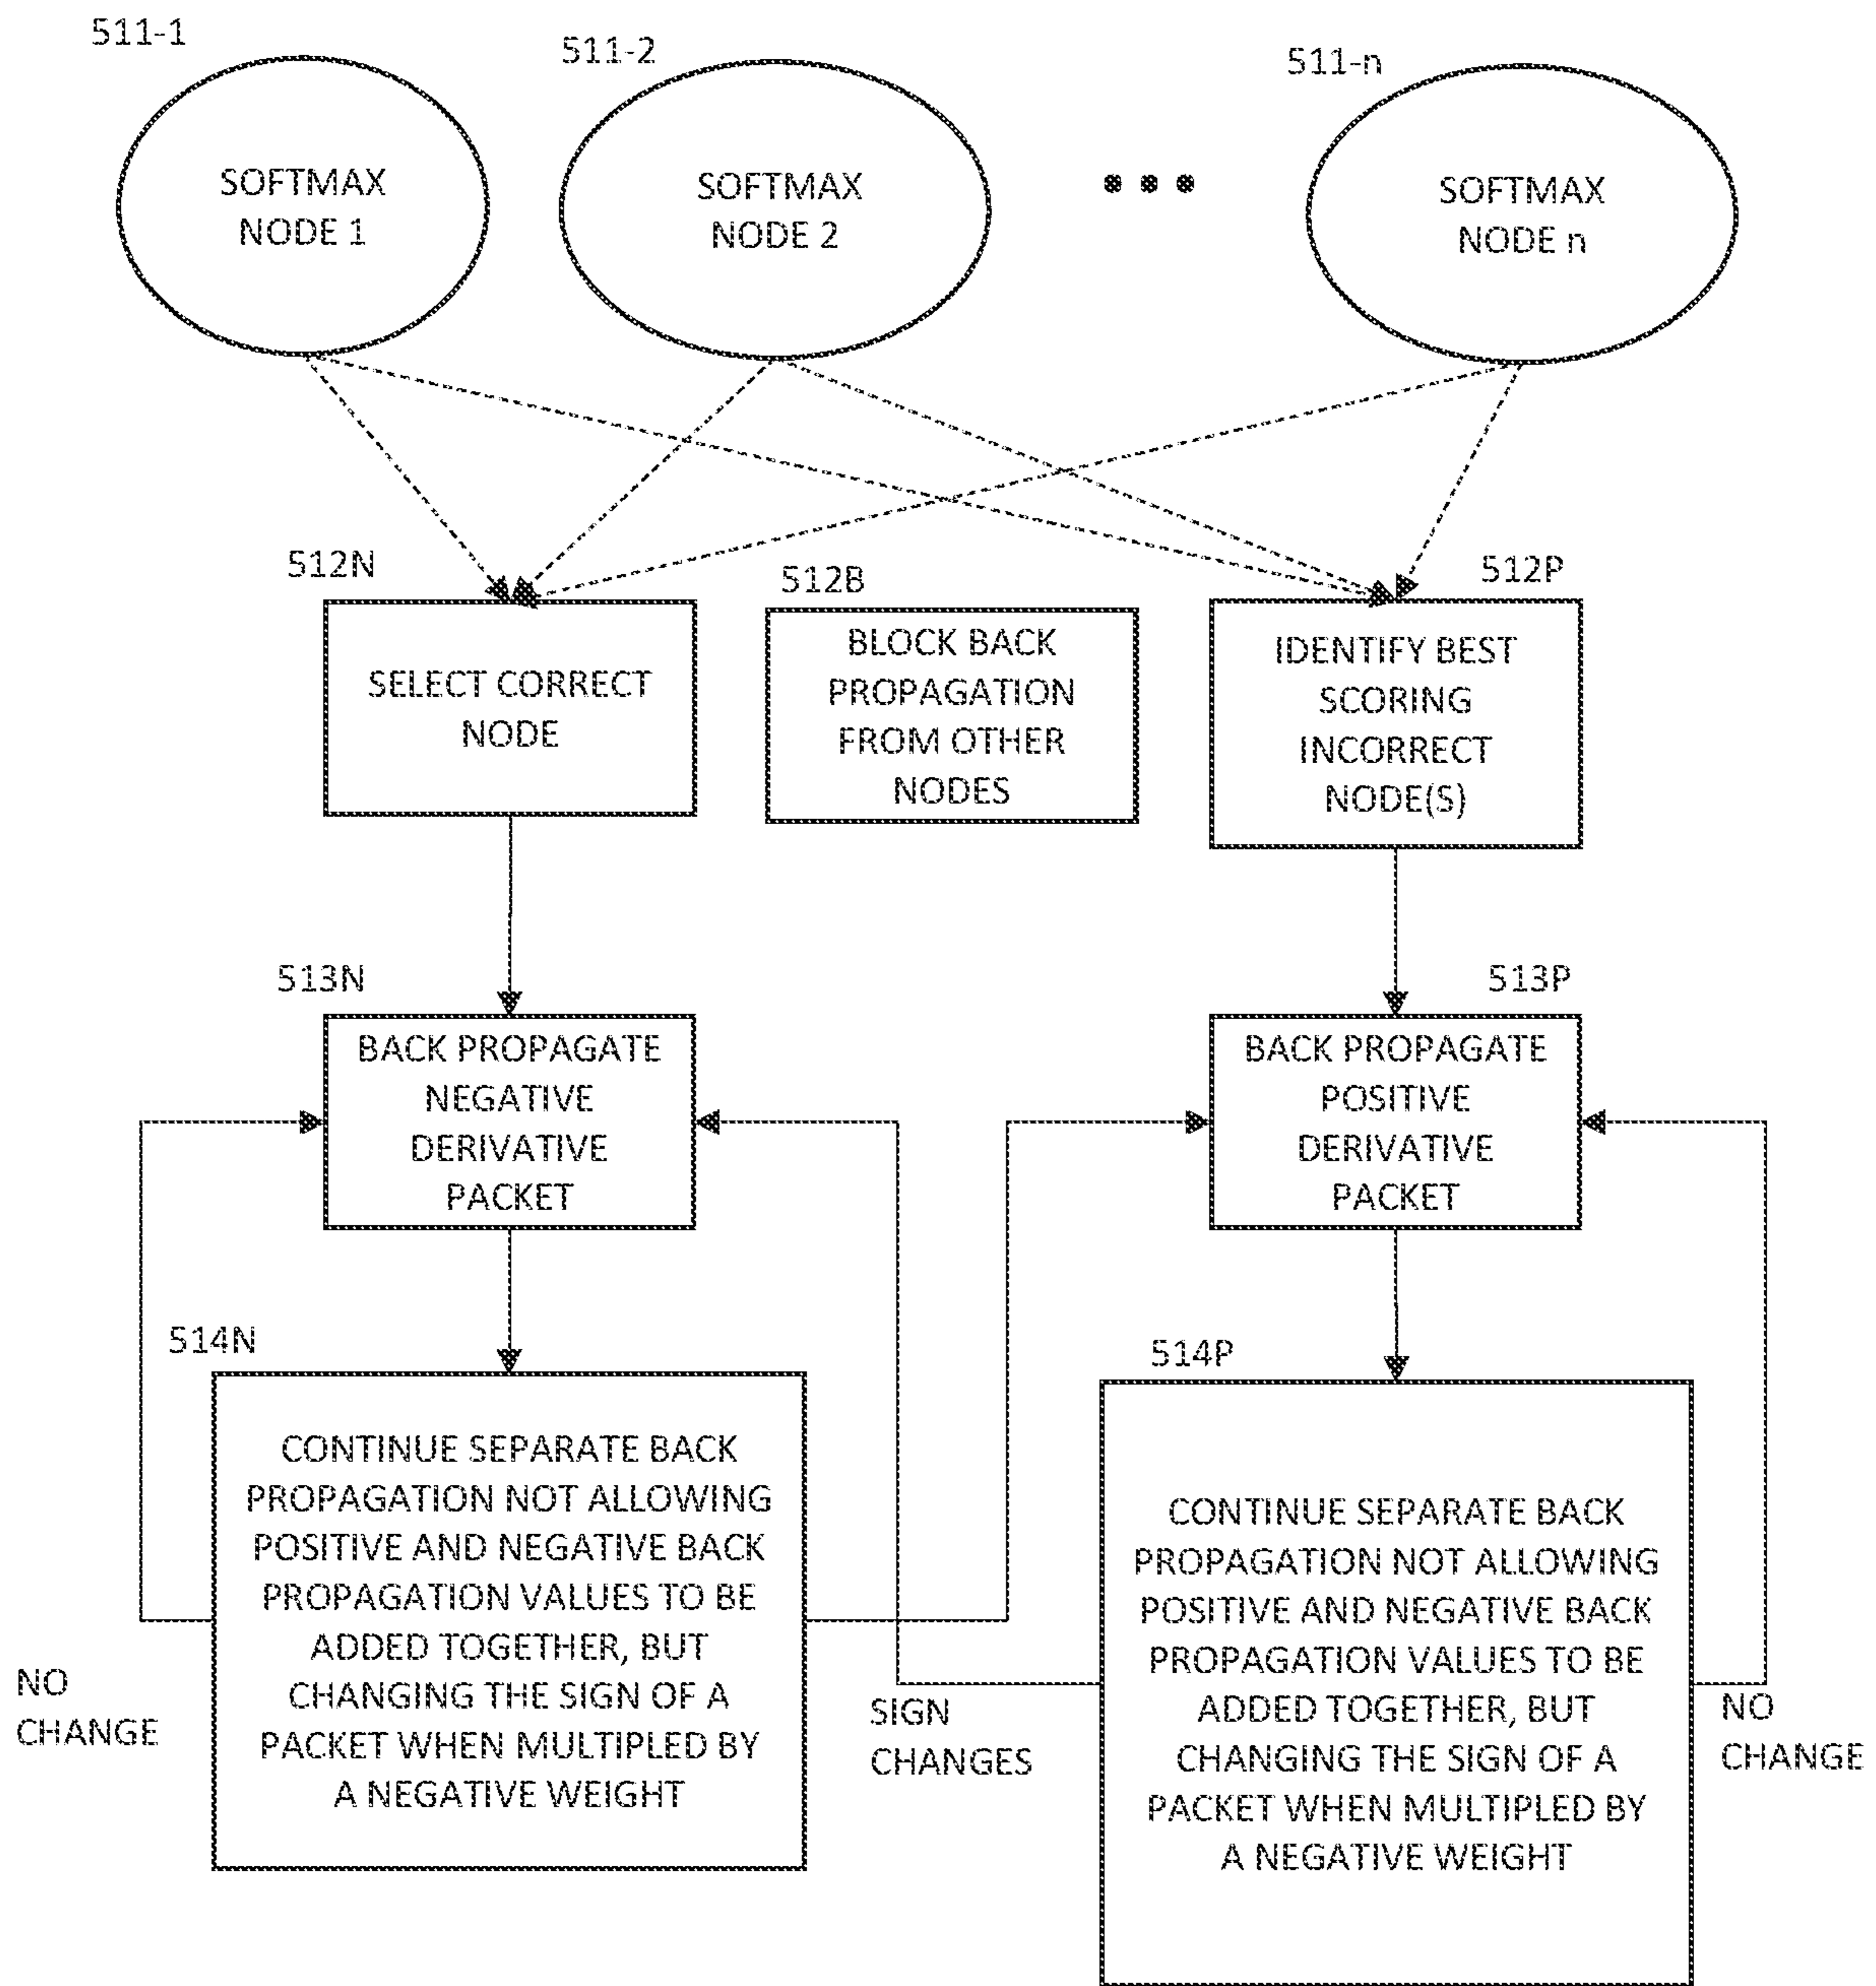 511-1
511-2
511-n
SOFTMAX
NODE 1
SOFTMAX
NODE 2
SOFTMAX
NODE n
512N
512B
512P
SELECT CORRECT
NODE
BLOCK BACK
PROPAGATION
FROM OTHER
NODES
IDENTIFY BEST
SCORING
INCORRECT
NODE(S)
513N
513P
BACK PROPAGATE
NEGATIVE
DERIVATIVE
PACKET
BACK PROPAGATE
POSITIVE
DERIVATIVE
PACKET
514N
514P
CONTINUE SEPARATE BACK
PROPAGATION NOT ALLOWING
POSITIVE AND NEGATIVE BACK
PROPAGATION VALUES TO BE
ADDED TOGETHER, BUT
CHANGING THE SIGN OF A
PACKET WHEN MULTIPLED BY
A NEGATIVE WEIGHT
CONTINUE SEPARATE BACK
PROPAGATION NOT ALLOWING
POSITIVE AND NEGATIVE BACK
PROPAGATION VALUES TO BE
ADDED TOGETHER, BUT
CHANGING THE SIGN OF A
PACKET WHEN MULTIPLED BY
A NEGATIVE WEIGHT
NO
CHANGE
SIGN
CHANGES
NO
CHANGE